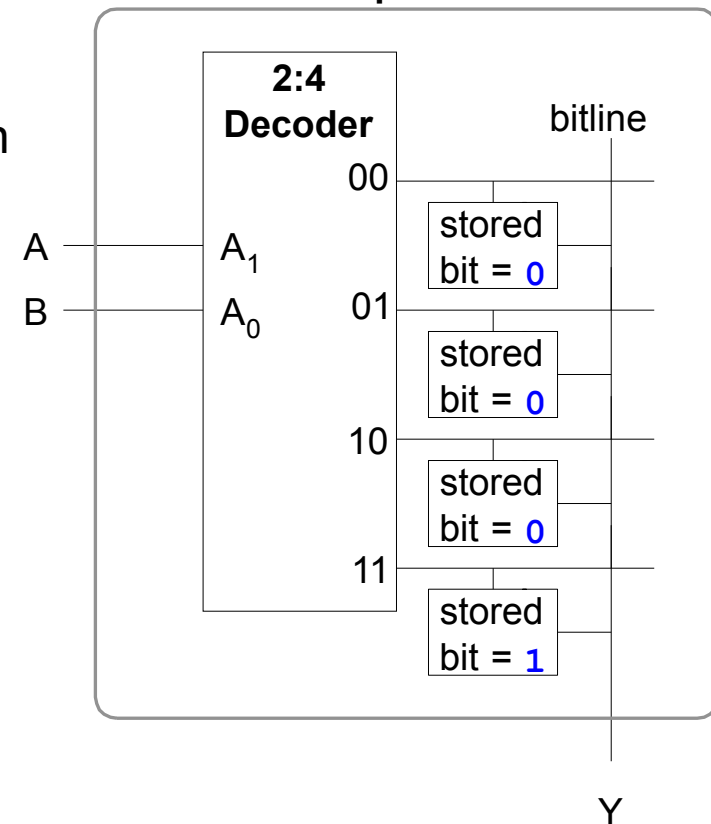 2:4
Decoder
bitline
00
stored
bit = 0
A
A1
B
A0
01
stored
bit = 0
10
stored
bit = 0
11
stored
bit = 1
Y